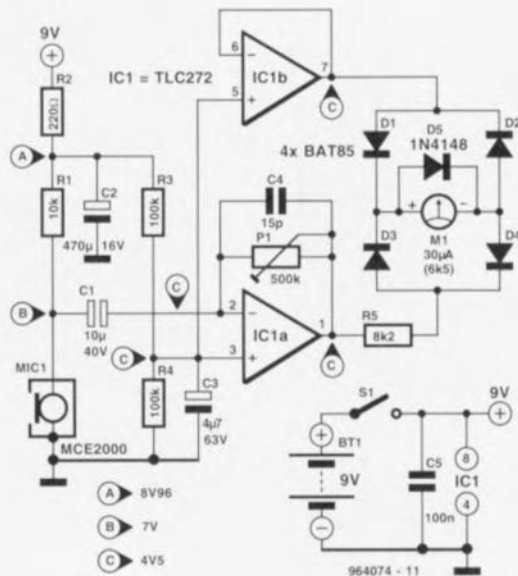 9V
R2
220Ω
A
R1
10k
C2
470µ 16V
R3
100k
B
C1
10µ
40V
MIC1
MCE2000
C
C
R4
100k
C3
4µ7
63V
IC1 = TLC272
6
5
7
IC1b
C
4x BAT85
C4
15p
P1
500k
2
3
1
IC1a
C
R5
8k2
D1
D2
D5
1N4148
+
-
M1
30µA
(6k5)
D3
D4
S1
9V
BT1
9V
C5
100n
8
IC1
4
A 8V96
B 7V
C 4V5
964074 - 11